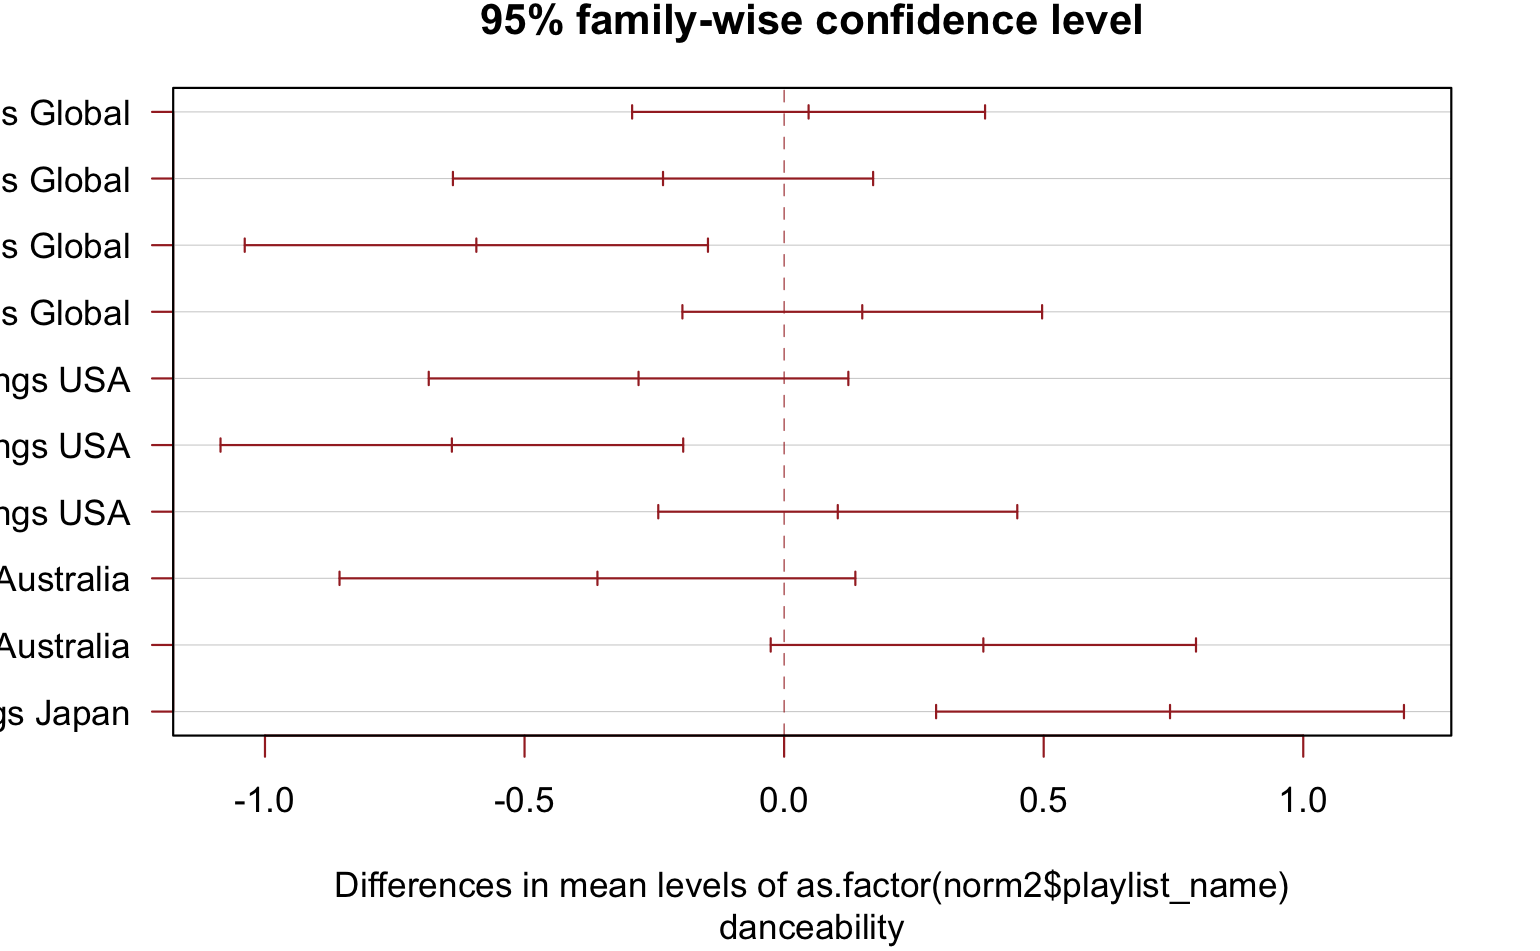 95% family-wise confidence level
s Global
s Global
s Global
s Global
ngs USA
ngs USA
ngs USA
Australia
Australia
gs Japan
-1.0 -0.5 0.0 0.5 1.0
Differences in mean levels of as.factor(norm2$playlist_name)
danceability